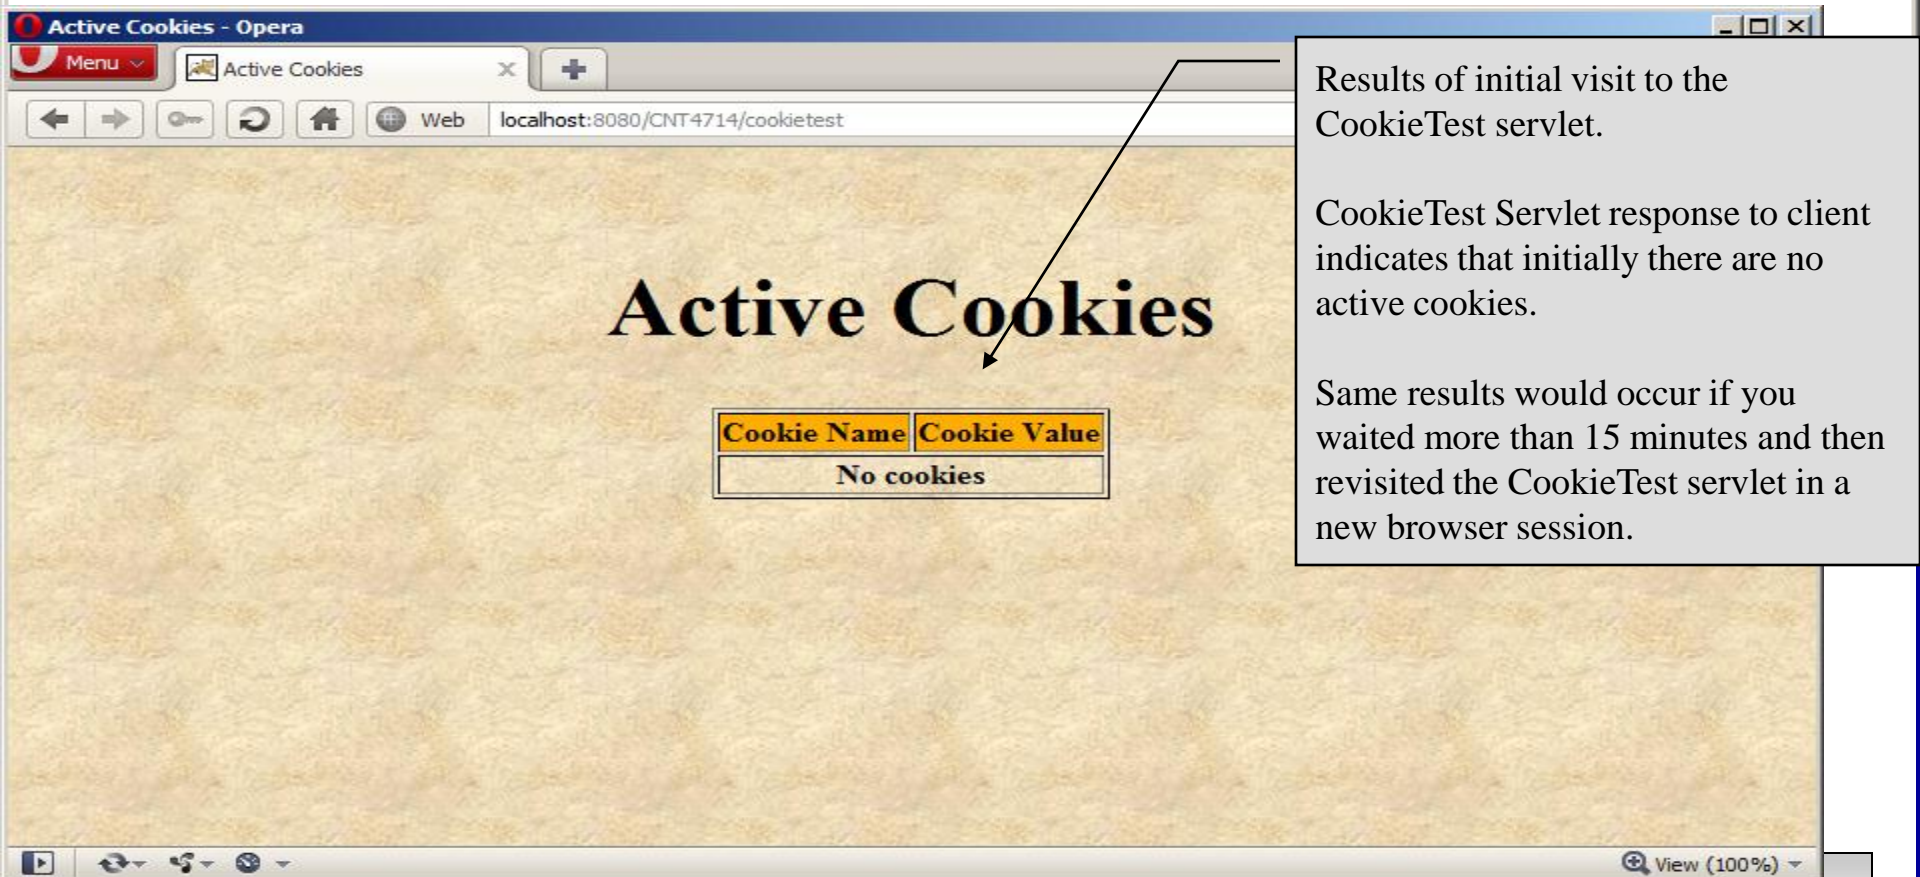 Active Cookies - Opera
Menu
Active Cookies
Web
localhost:8080/CNT4714/cookietest
Results of initial visit to the
CookieTest servlet.
CookieTest Servlet response to client
indicates that initially there are no
active cookies.
Same results would occur if you
waited more than 15 minutes and then
revisited the CookieTest servlet in a
new browser session.
Active Cookies
Cookie Name Cookie Value
No cookies
View (100%)